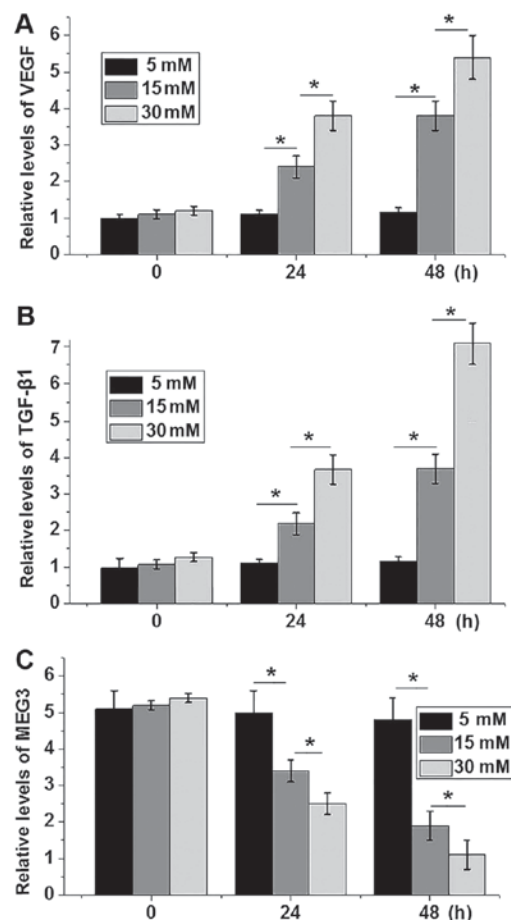 A
Relative levels of VEGF
6
5
4
3
2
1
0
5 mM
15 mM
30 mM
* * * *
0 24 48 (h)
B
Relative levels of TGF-β1
7
6
5
4
3
2
1
0
5 mM
15 mM
30 mM
* * * *
0 24 48 (h)
C
Relative levels of MEG3
6
5
4
3
2
1
0
5 mM
15 mM
30 mM
* * * *
0 24 48 (h)